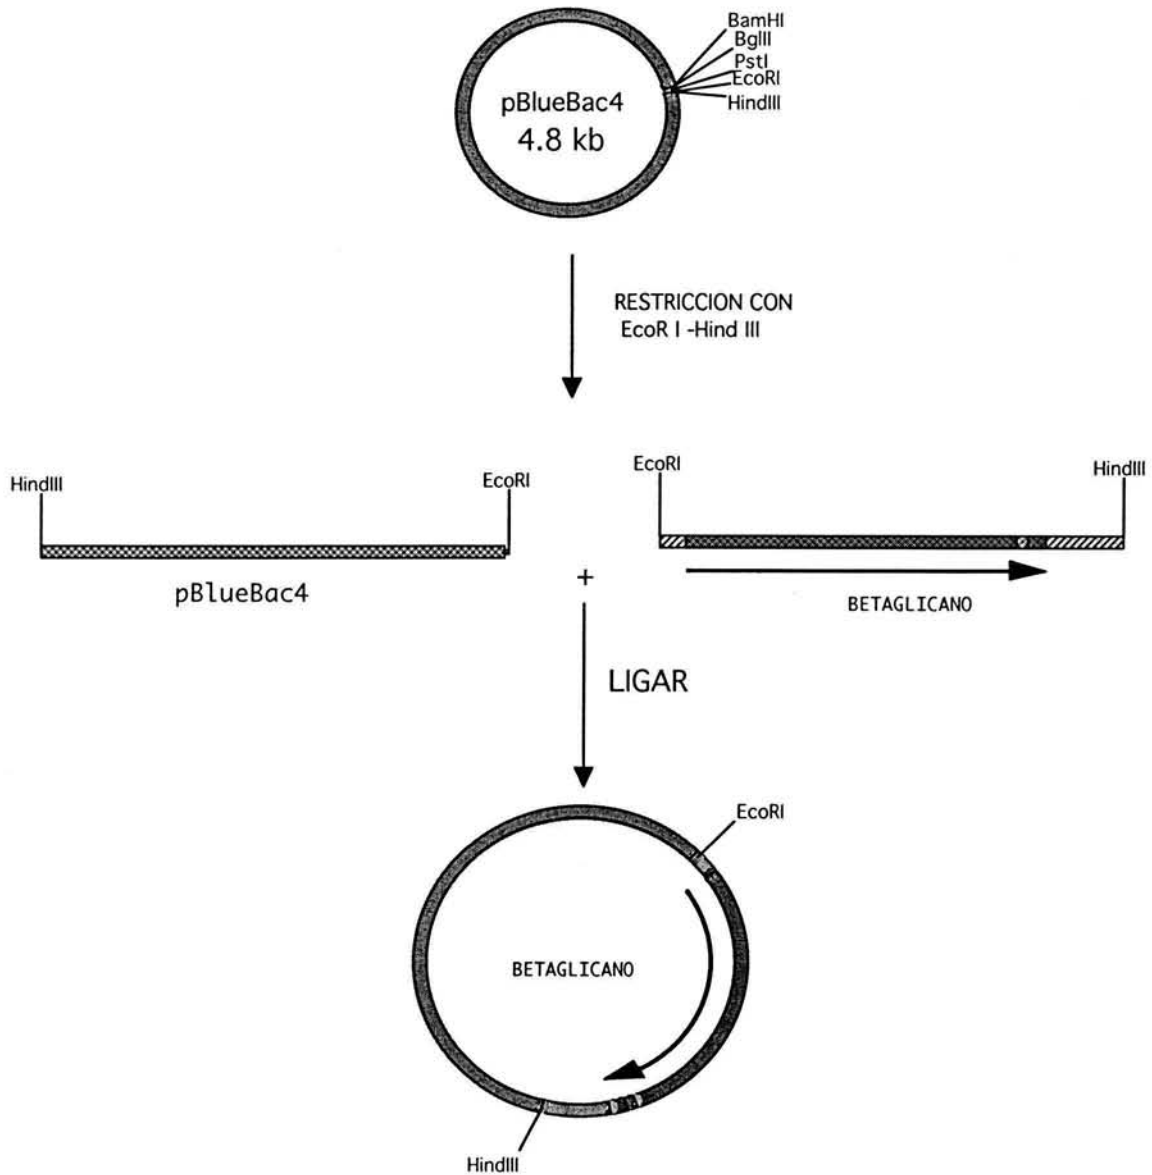 BamHI
BglII
PstI
EcoRI
HindIII
pBlueBac4
4.8 kb
RESTRICCION CON
EcoR I -Hind III
HindIII
EcoRI
EcoRI
HindIII
pBlueBac4
+
BETAGLICANO
LIGAR
EcoRI
BETAGLICANO
HindIII